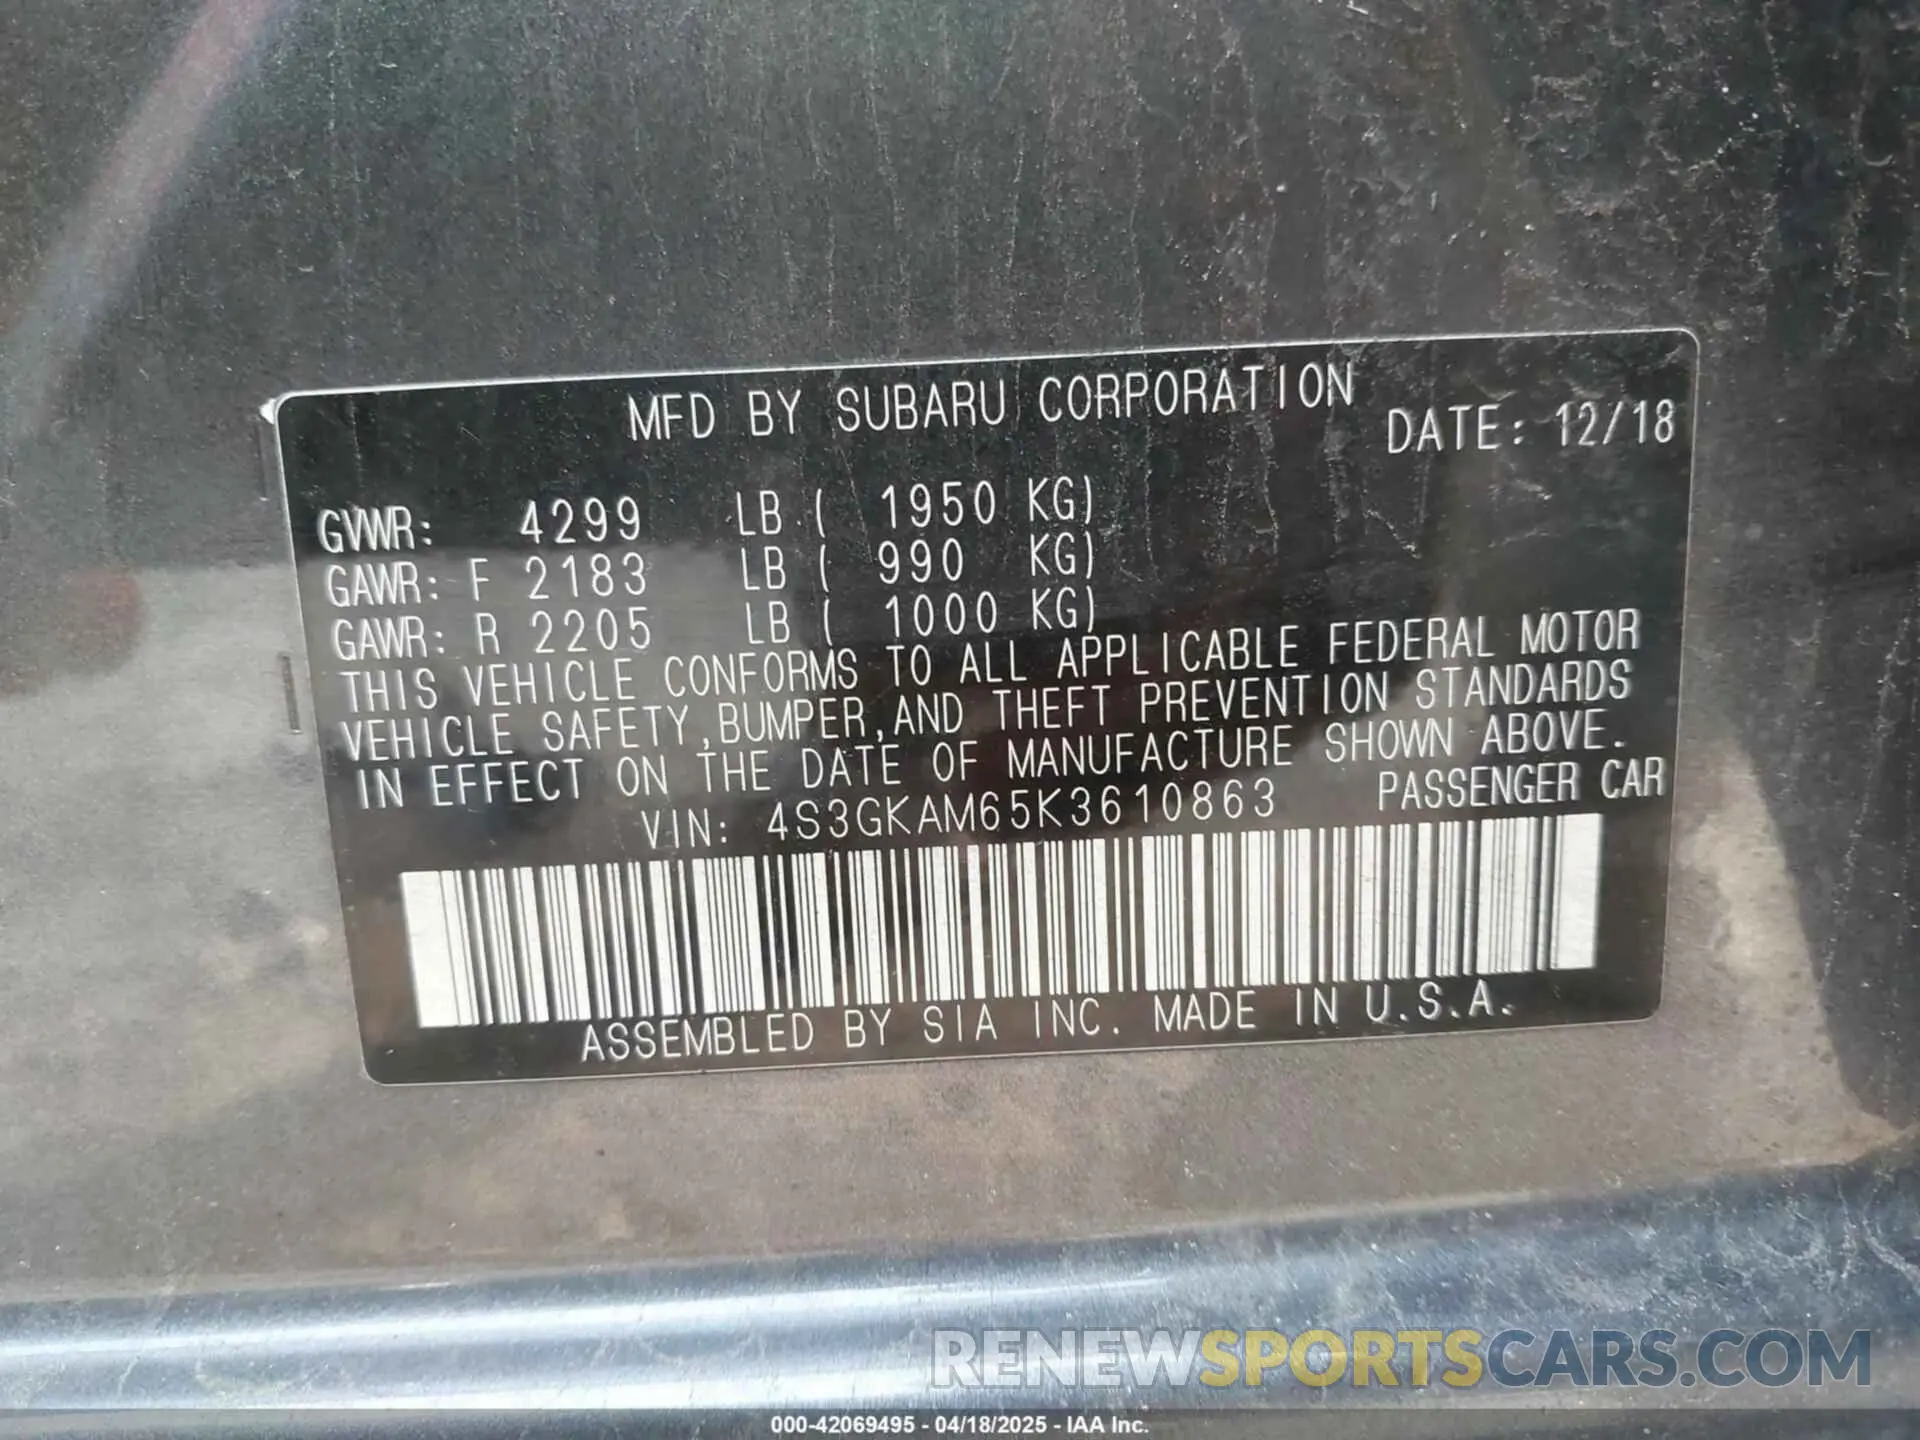 MFD BY SUBARU CORPORATION DATE: 12/18
GVWR: 4299 LB ( 1950 KG)
GAWR: F 2183 LB ( 990 KG)
GAWR: R 2205 LB ( 1000 KG)
THIS VEHICLE CONFORMS TO ALL APPLICABLE FEDERAL MOTOR
VEHICLE SAFETY,BUMPER,AND THEFT PREVENTION STANDARDS
IN EFFECT ON THE DATE OF MANUFACTURE SHOWN ABOVE.
VIN: 4S3GKAM65K3610863 PASSENGER CAR
ASSEMBLED BY SIA INC. MADE IN U.S.A.
RENEWSPORTSCARS.COM
000-42069495 - 04/18/2025 - IAA Inc.